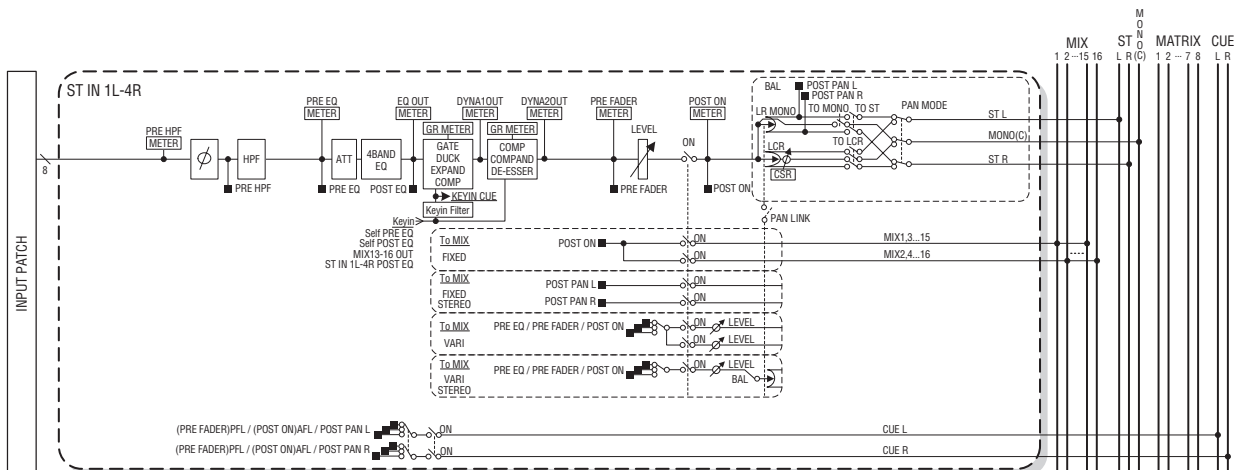 MONO(C)
MIX ST MATRIX CUE
1 2 ··· 15 16 L R 1 2 ··· 7 8 L R
INPUT PATCH
8
ST IN 1L-4R
PRE HPF
METER
PRE HPF
HPF
PRE EQ
METER
PRE EQ
ATT
4BAND
EQ
EQ OUT
METER
POST EQ
DYNA1OUT
METER
GR METER
GATE
DUCK
EXPAND
COMP
KEYIN CUE
Keyin Filter
DYNA2OUT
METER
GR METER
COMP
COMPAND
DE-ESSER
PRE FADER
METER
PRE FADER
LEVEL
ON
POST ON
METER
POST ON
BAL
POST PAN L
POST PAN R
LR MONO
TO MONO
TO ST
PAN MODE
LCR
TO LCR
CSR
ST L
MONO(C)
ST R
PAN LINK
Keyin
Self PRE EQ
Self POST EQ
MIX13-16 OUT
ST IN 1L-4R POST EQ
To MIX
FIXED
POST ON
ON
ON
MIX1,3...15
MIX2,4...16
To MIX
FIXED
STEREO
POST PAN L
ON
POST PAN R
ON
To MIX
VARI
PRE EQ / PRE FADER / POST ON
ON LEVEL
ON LEVEL
To MIX
VARI
STEREO
PRE EQ / PRE FADER / POST ON
ON LEVEL
BAL
(PRE FADER)PFL / (POST ON)AFL / POST PAN L
ON
CUE L
(PRE FADER)PFL / (POST ON)AFL / POST PAN R
ON
CUE R